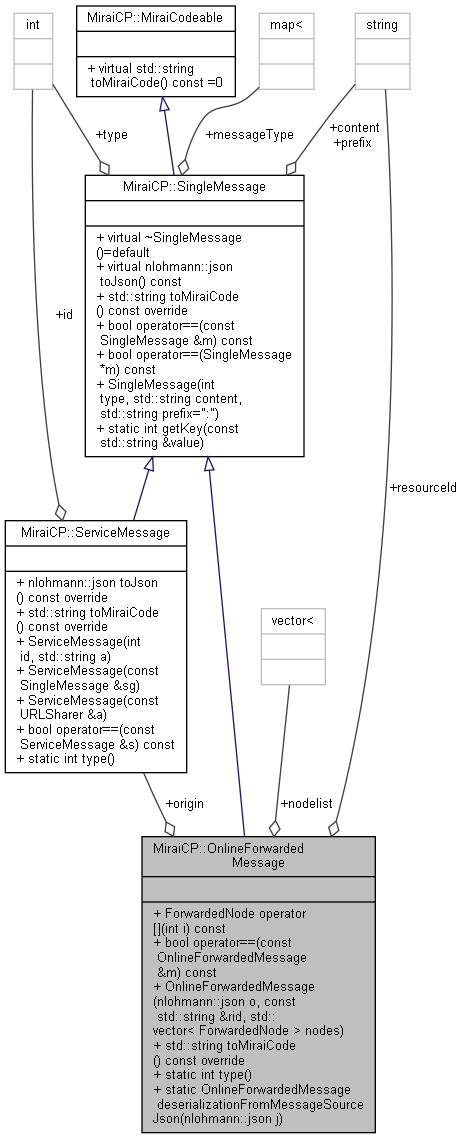 int
MiraiCP::MiraiCodeable
+ virtual std::string
toMiraiCode() const =0
map<
string
+type
+messageType
+content
+prefix
MiraiCP::SingleMessage
+ virtual ~SingleMessage
()=default
+ virtual nlohmann::json
toJson() const
+ std::string toMiraiCode
() const override
+ bool operator==(const
SingleMessage &m) const
+ bool operator==(SingleMessage
*m) const
+ SingleMessage(int
type, std::string content,
std::string prefix=":")
+ static int getKey(const
std::string &value)
+id
+resourceId
MiraiCP::ServiceMessage
+ nlohmann::json toJson
() const override
+ std::string toMiraiCode
() const override
+ ServiceMessage(int
id, std::string a)
+ ServiceMessage(const
SingleMessage &sg)
+ ServiceMessage(const
URLSharer &a)
+ bool operator==(const
ServiceMessage &s) const
+ static int type()
vector<
+origin
+nodelist
MiraiCP::OnlineForwarded
Message
+ ForwardedNode operator
[](int i) const
+ bool operator==(const
OnlineForwardedMessage
&m) const
+ OnlineForwardedMessage
(nlohmann::json o, const
std::string &rid, std::
vector< ForwardedNode > nodes)
+ std::string toMiraiCode
() const override
+ static int type()
+ static OnlineForwardedMessage
deserializationFromMessageSource
Json(nlohmann::json j)